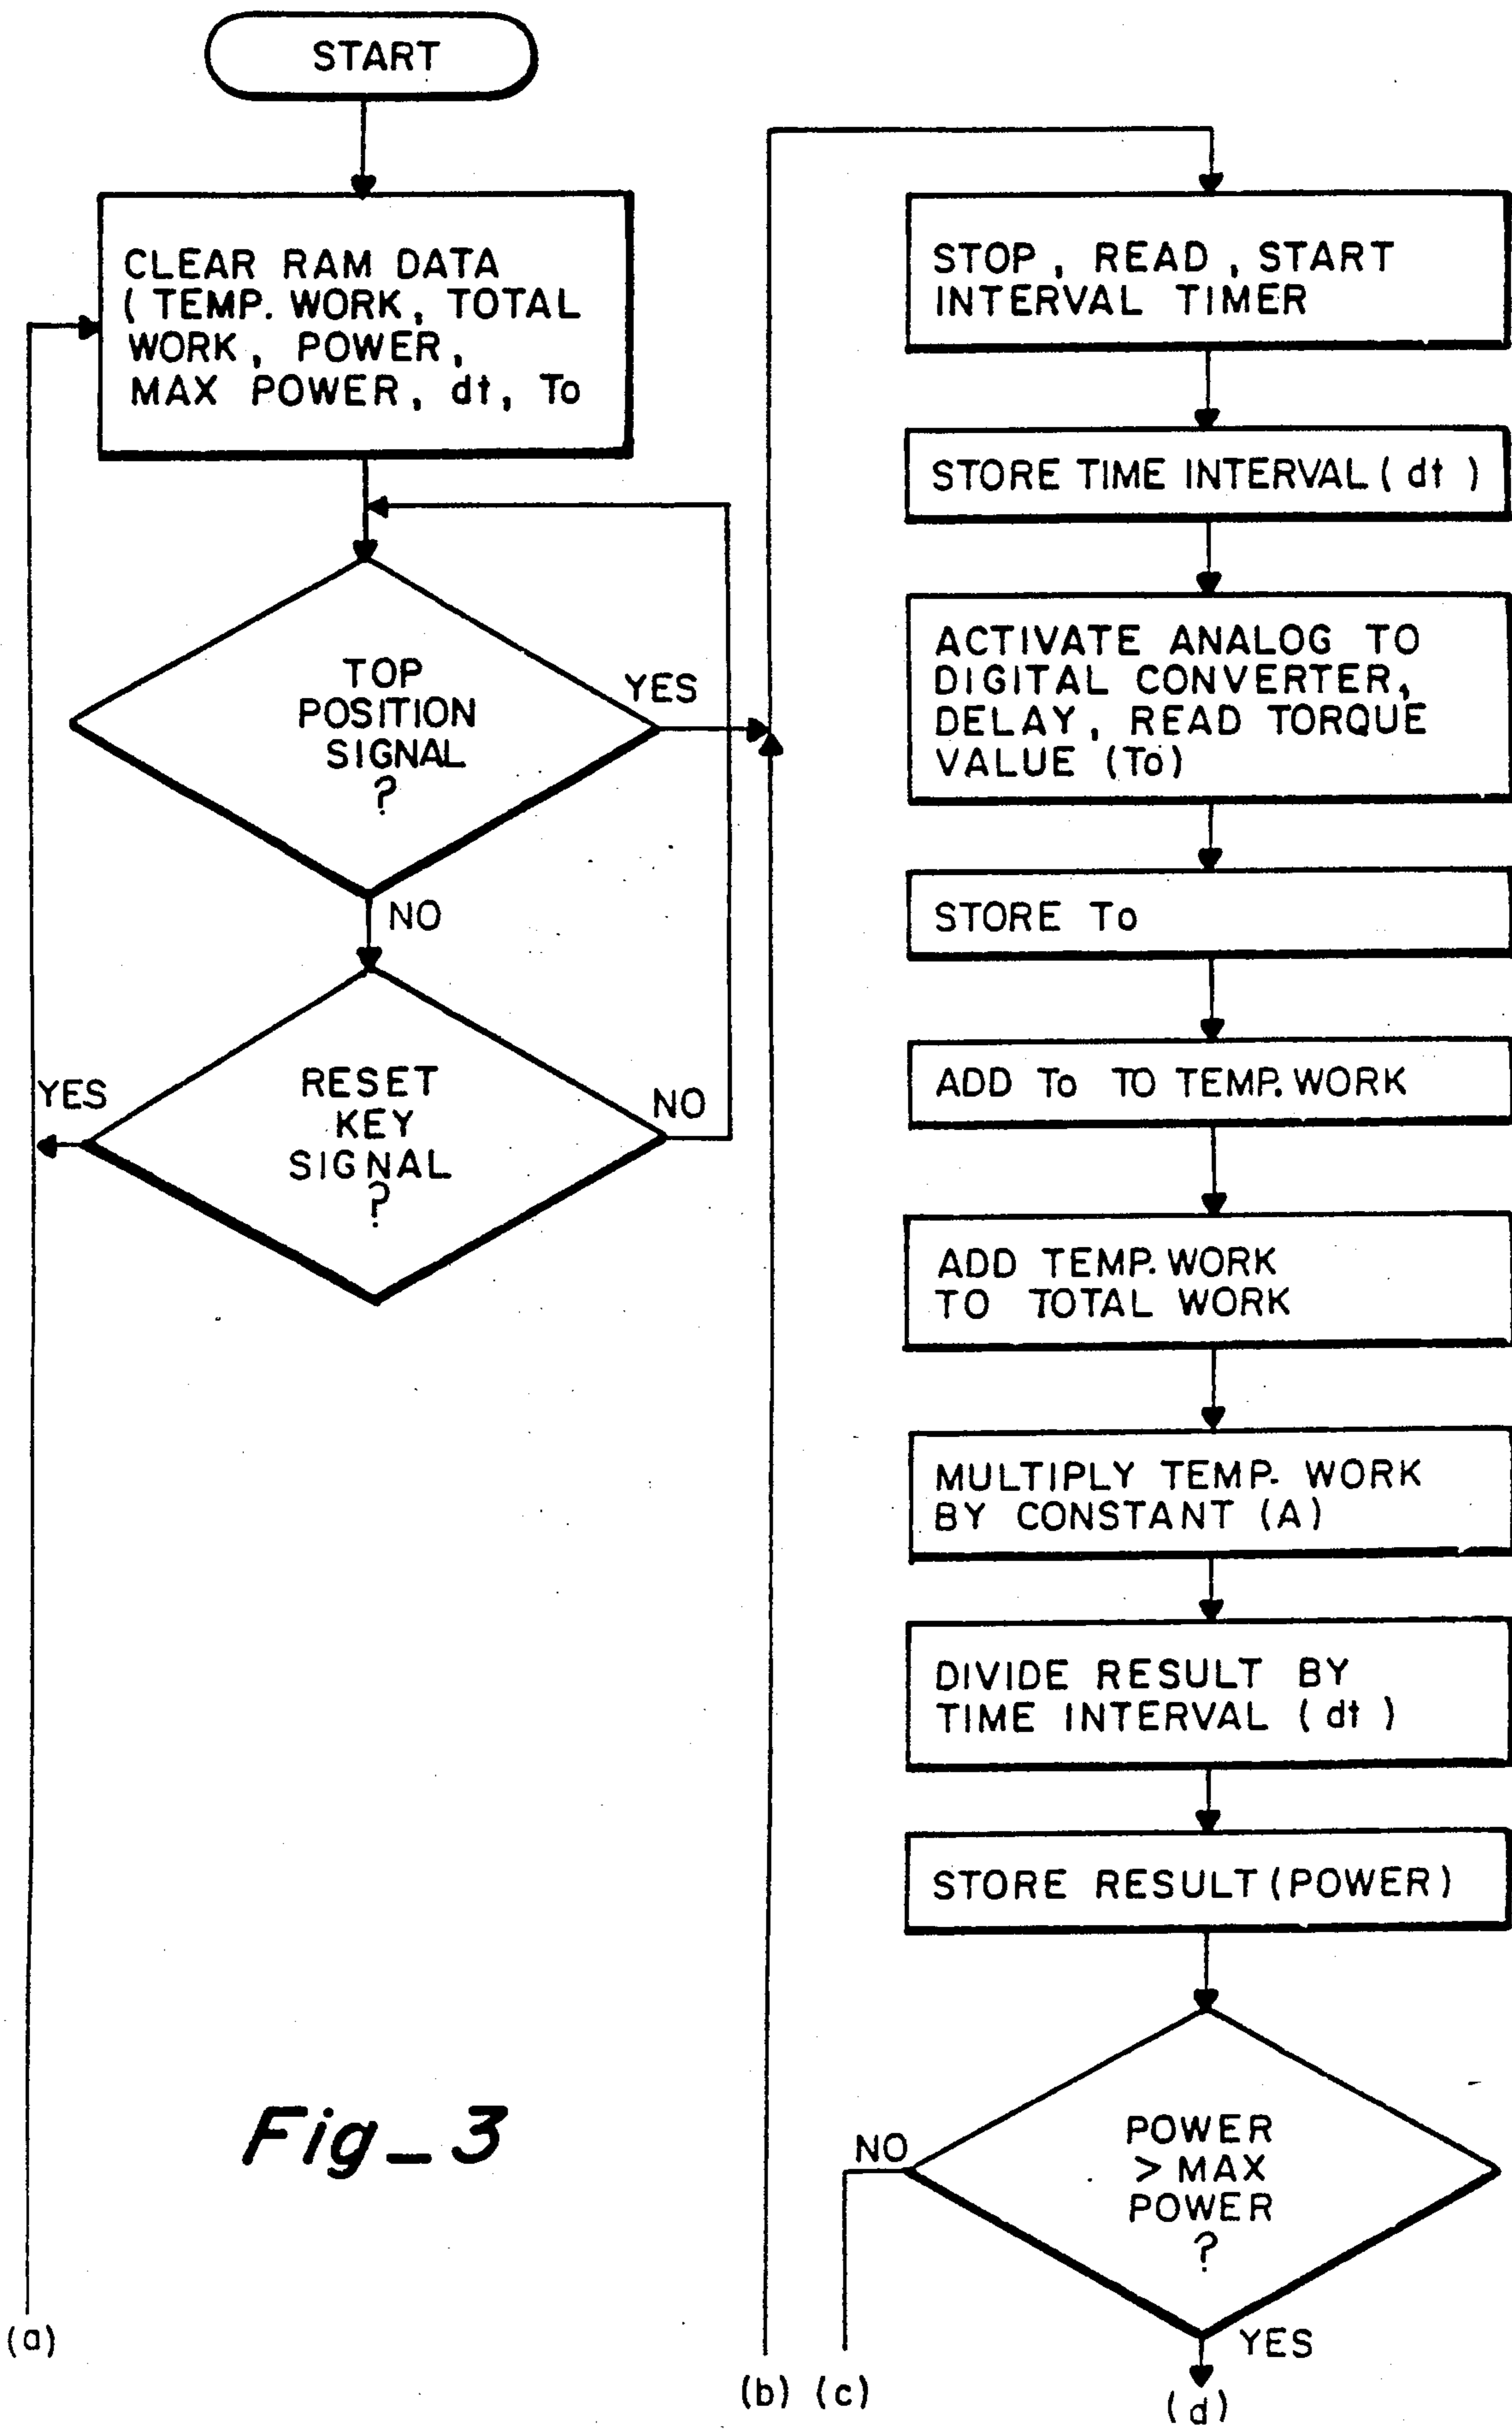 START
CLEAR RAM DATA
( TEMP. WORK, TOTAL
WORK, POWER,
MAX POWER, dt, To
TOP
POSITION
SIGNAL
?
YES
NO
RESET
KEY
SIGNAL
?
YES
NO
STOP, READ, START
INTERVAL TIMER
STORE TIME INTERVAL ( dt )
ACTIVATE ANALOG TO
DIGITAL CONVERTER,
DELAY, READ TORQUE
VALUE (To)
STORE To
ADD To TO TEMP. WORK
ADD TEMP. WORK
TO TOTAL WORK
MULTIPLY TEMP. WORK
BY CONSTANT (A)
DIVIDE RESULT BY
TIME INTERVAL ( dt )
STORE RESULT (POWER)
POWER
> MAX
POWER
?
NO
YES
Fig_3
(a)
(b) (c)
(d)